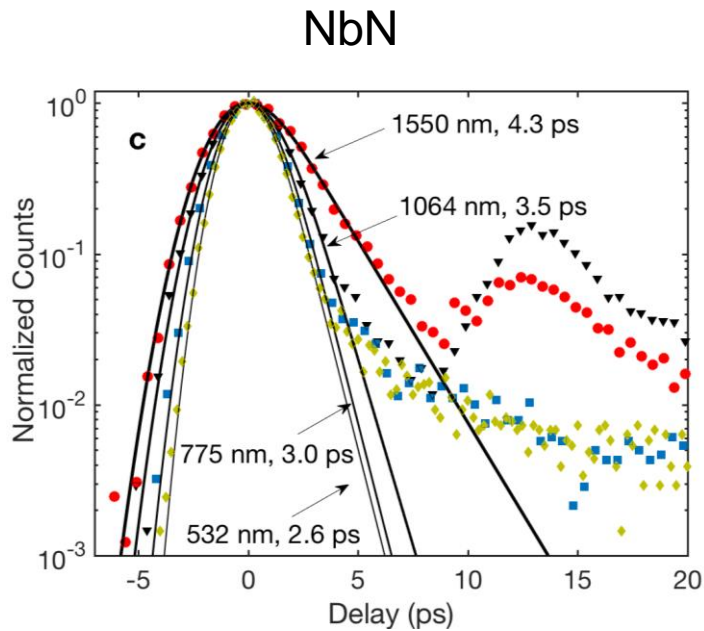 NbN
c
1550 nm, 4.3 ps
1064 nm, 3.5 ps
775 nm, 3.0 ps
532 nm, 2.6 ps
Normalized Counts
10^0
10^-1
10^-2
10^-3
-5 0 5 10 15 20
Delay (ps)